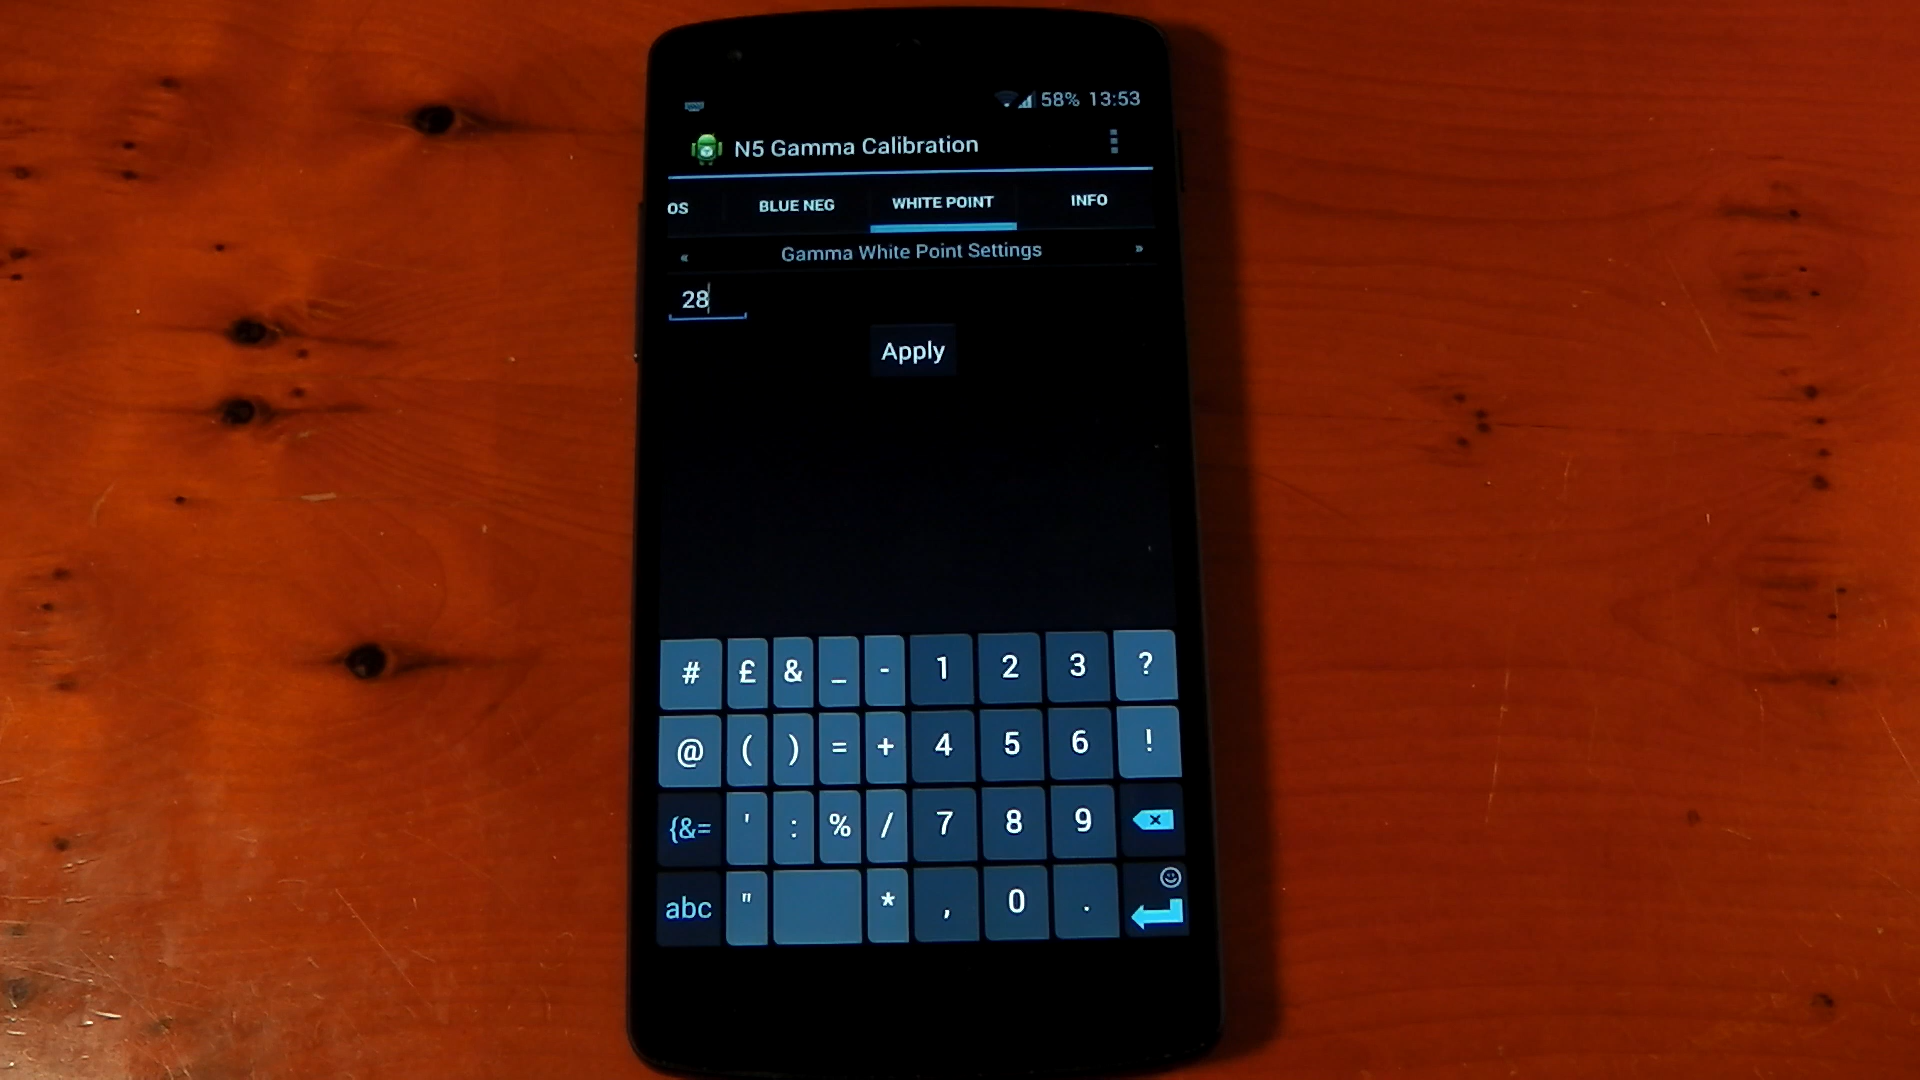 58% 13:53
N5 Gamma Calibration
OS BLUE NEG WHITE POINT INFO
« Gamma White Point Settings »
28
Apply
# £ & _ - 1 2 3 ?
@ ( ) = + 4 5 6 !
{&= ' : % / 7 8 9
abc " * , 0 .